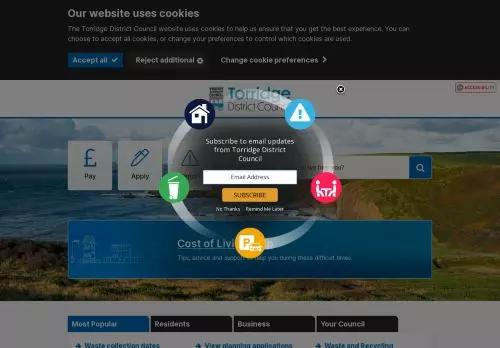 Our website uses cookies
The Torridge District Council website uses cookies to help us ensure that you get the best experience. You can
choose to accept all cookies, or change your preferences to control which cookies are used.
Accept all
Reject additional
Change cookie preferences
Torridge
District Council
ACCESSIBILITY
Subscribe to email updates
from Torridge District
Council
Email Address
SUBSCRIBE
No Thanks Remind Me Later
Pay
Apply
you?
Cost of Living
Tips, advice and support to help you during these difficult times.
Most Popular
Residents
Business
Your Council
Waste collection dates
View planning applications
Waste and Recycling